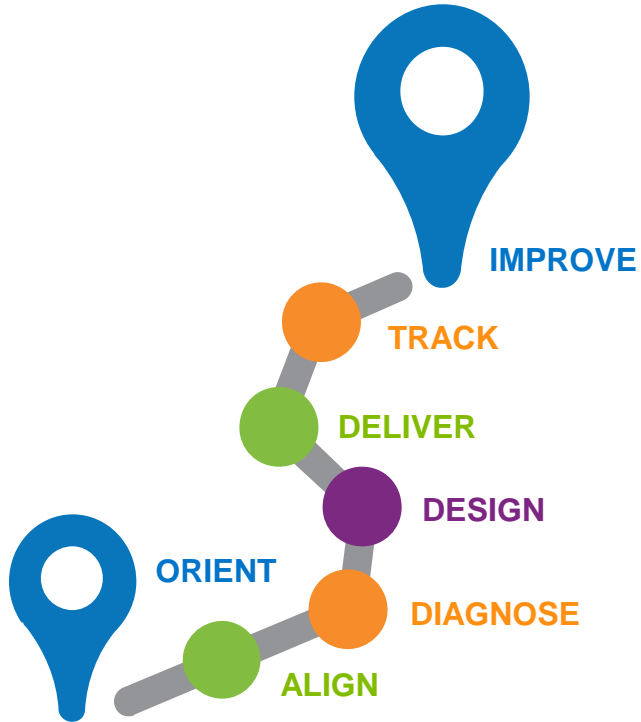 IMPROVE
TRACK
DELIVER
DESIGN
ORIENT
DIAGNOSE
ALIGN